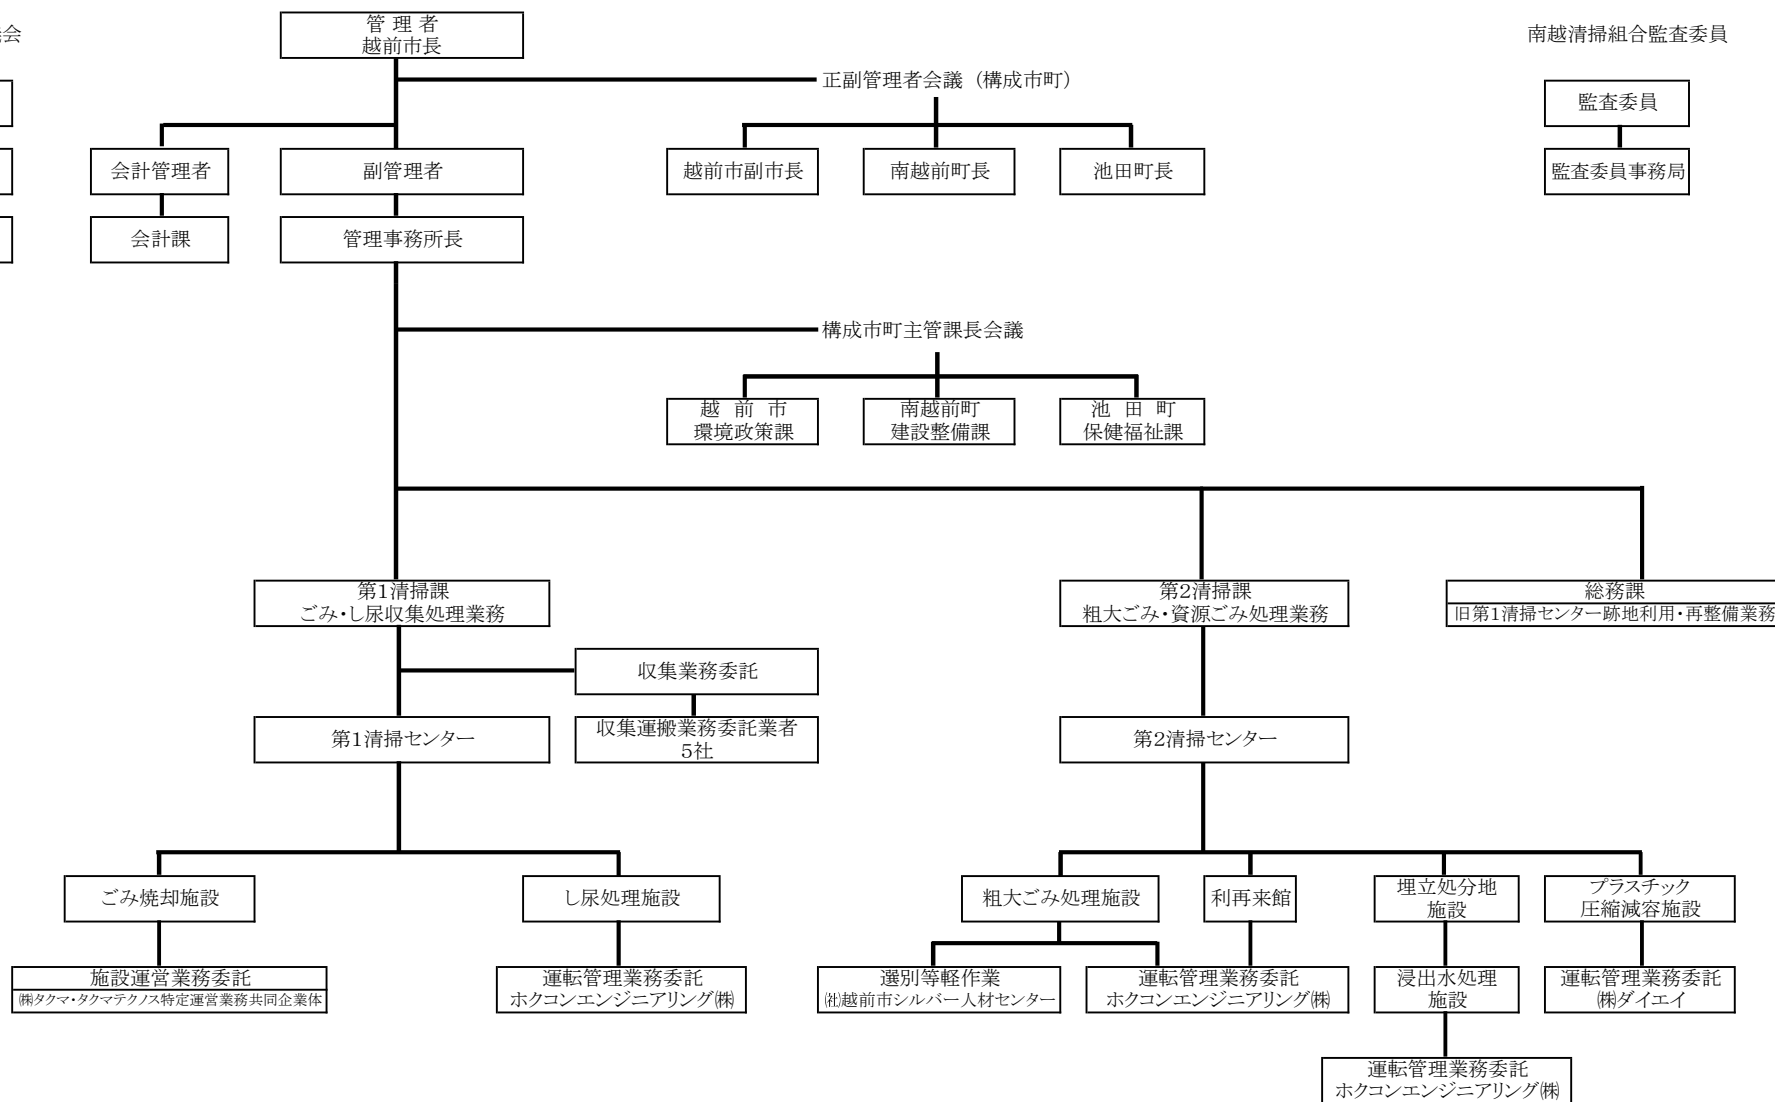 会
管 理 者
越前市長
南越清掃組合監査委員
正副管理者会議（構成市町）
監査委員
会計管理者
副管理者
越前市副市長
南越前町長
池田町長
監査委員事務局
会計課
管理事務所長
構成市町主管課長会議
越 前 市
環境政策課
南越前町
建設整備課
池 田 町
保健福祉課
第1清掃課
ごみ・し尿収集処理業務
第2清掃課
粗大ごみ・資源ごみ処理業務
総務課
旧第1清掃センター跡地利用・再整備業務
収集業務委託
第1清掃センター
収集運搬業務委託業者
5社
第2清掃センター
ごみ焼却施設
し尿処理施設
粗大ごみ処理施設
利再来館
埋立処分地
施設
プラスチック
圧縮減容施設
施設運営業務委託
㈱タクマ・タクマテクノス特定運営業務共同企業体
運転管理業務委託
ホクコンエンジニアリング㈱
選別等軽作業
㈳越前市シルバー人材センター
運転管理業務委託
ホクコンエンジニアリング㈱
浸出水処理
施設
運転管理業務委託
㈱ダイエイ
運転管理業務委託
ホクコンエンジニアリング㈱